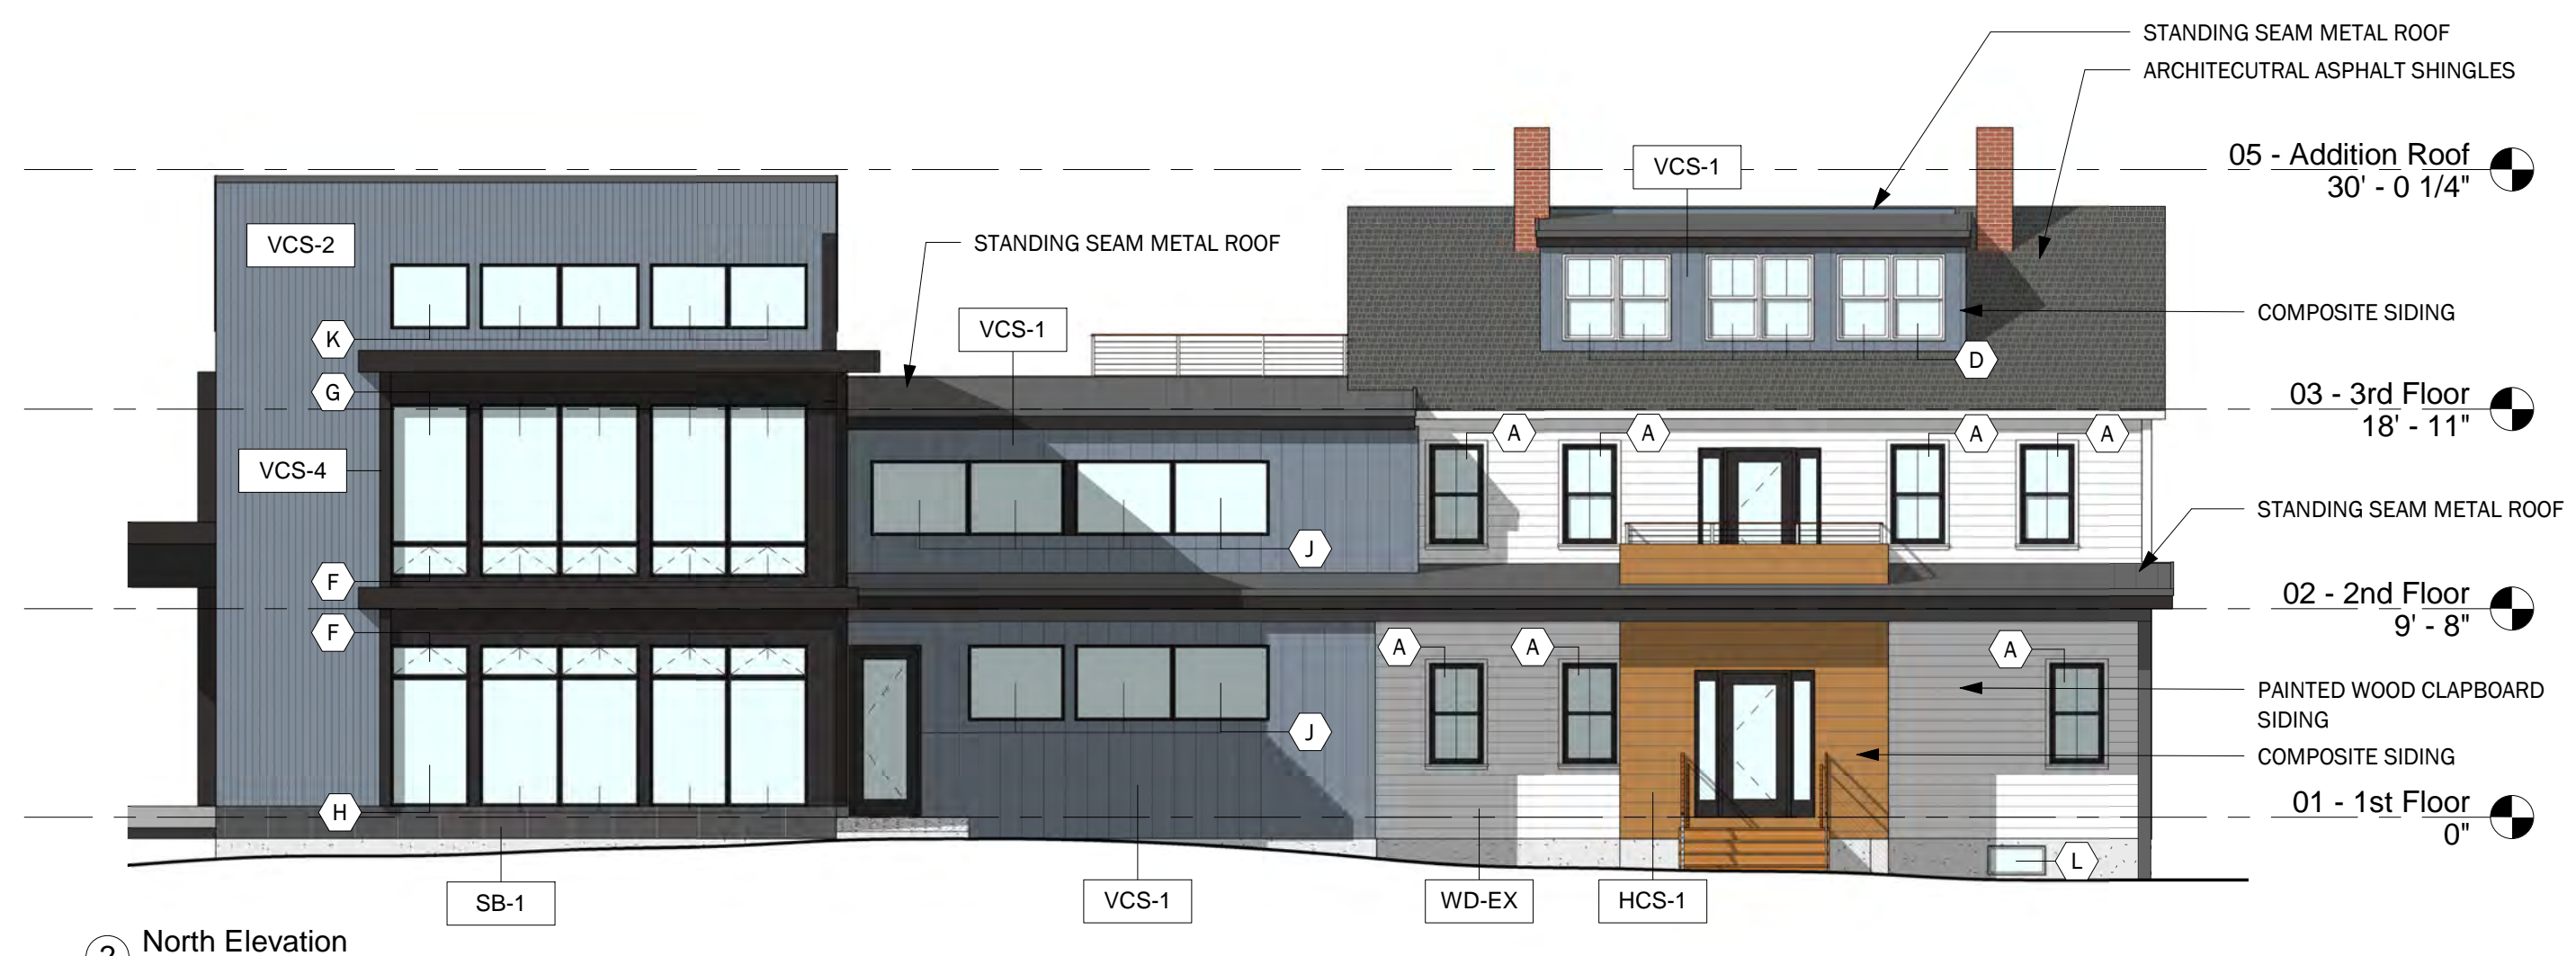 STANDING SEAM METAL ROOF
ARCHITECUTRAL ASPHALT SHINGLES
05 - Addition Roof
30' - 0 1/4"
VCS-1
VCS-2
STANDING SEAM METAL ROOF
VCS-1
COMPOSITE SIDING
K
D
G
03 - 3rd Floor
18' - 11"
A
A
A
A
VCS-4
STANDING SEAM METAL ROOF
J
F
02 - 2nd Floor
9' - 8"
F
A
A
A
PAINTED WOOD CLAPBOARD
SIDING
J
COMPOSITE SIDING
H
01 - 1st Floor
0"
L
SB-1
VCS-1
WD-EX
HCS-1
North Elevation